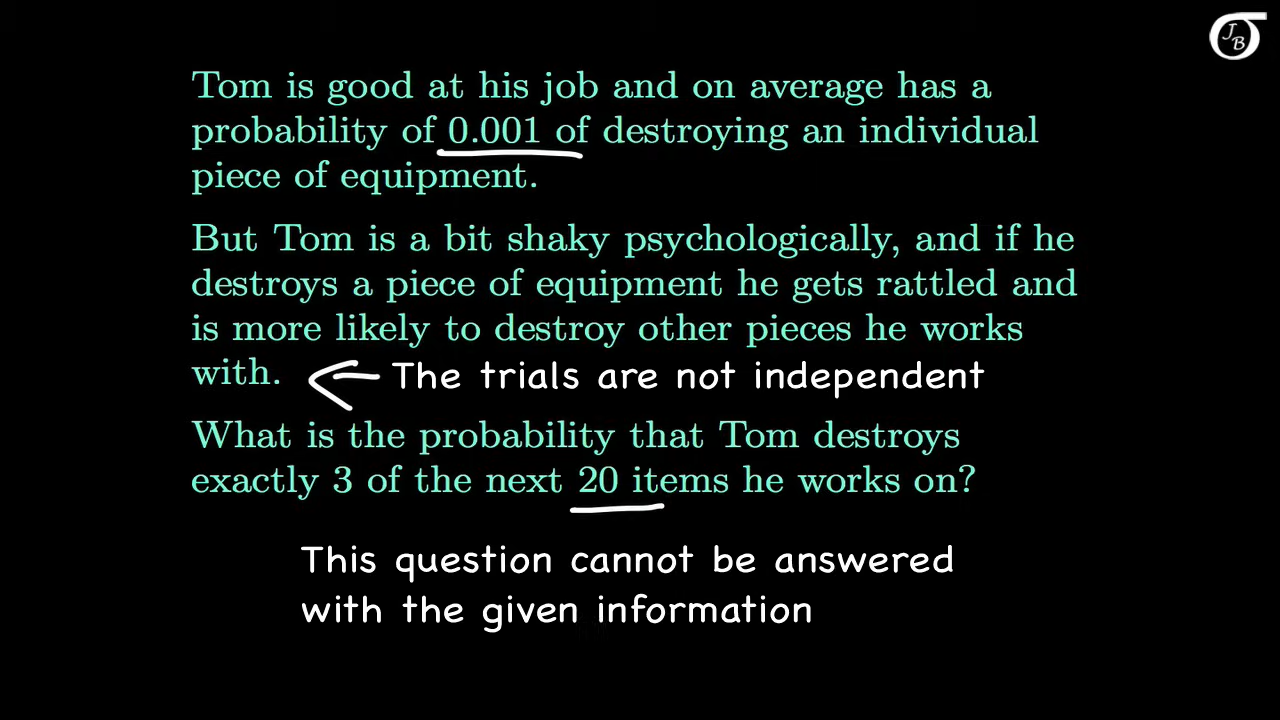 JB
Tom is good at his job and on average has a
probability of 0.001 of destroying an individual
piece of equipment.
But Tom is a bit shaky psychologically, and if he
destroys a piece of equipment he gets rattled and
is more likely to destroy other pieces he works
with. The trials are not independent
What is the probability that Tom destroys
exactly 3 of the next 20 items he works on?
This question cannot be answered
with the given information